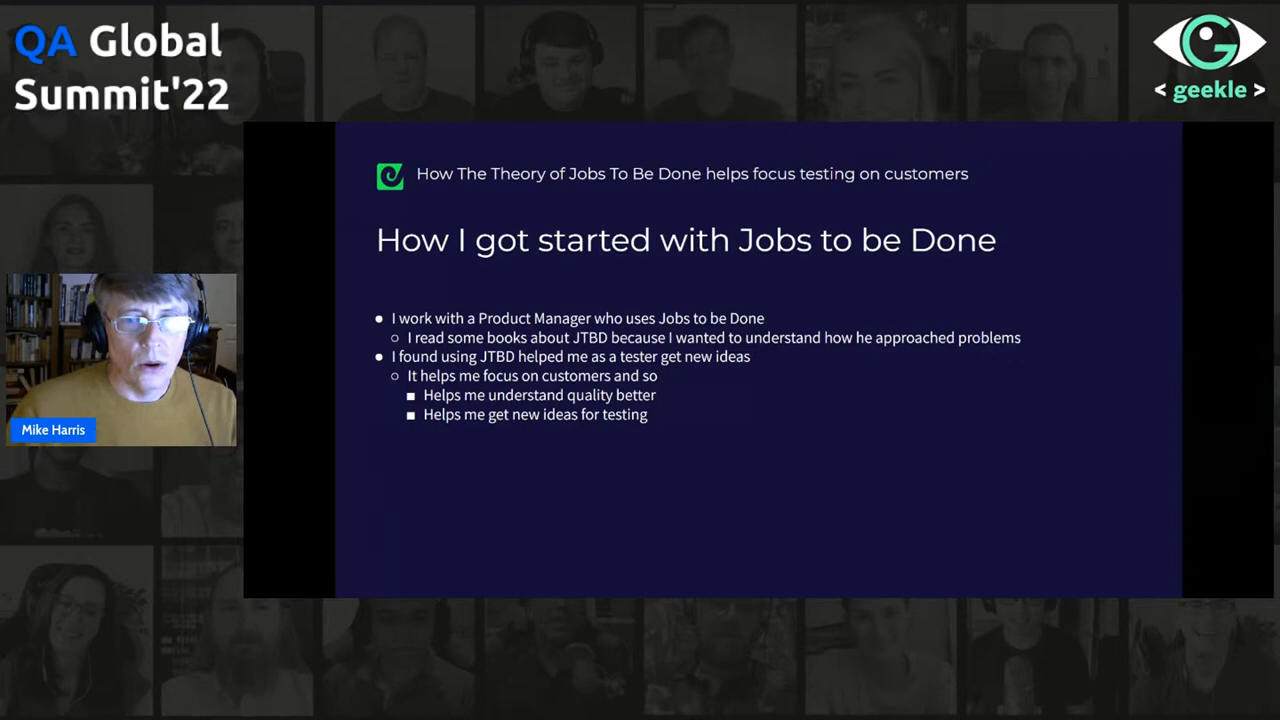 QA Global
Summit'22
< geekle >
How The Theory of Jobs To Be Done helps focus testing on customers
How I got started with Jobs to be Done
● I work with a Product Manager who uses Jobs to be Done
○ I read some books about JTBD because I wanted to understand how he approached problems
● I found using JTBD helped me as a tester get new ideas
○ It helps me focus on customers and so
■ Helps me understand quality better
■ Helps me get new ideas for testing
Mike Harris